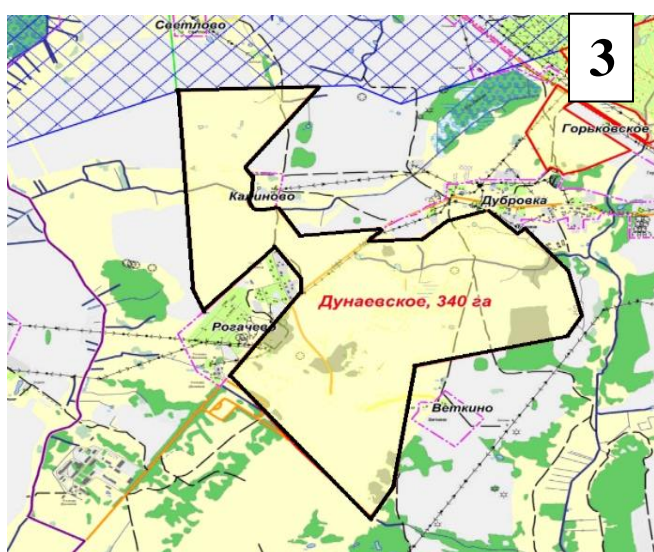 Светлово
3
Горьковское
Калиново
Дубровка
Дунаевское, 340 га
Рогачево
Веткино